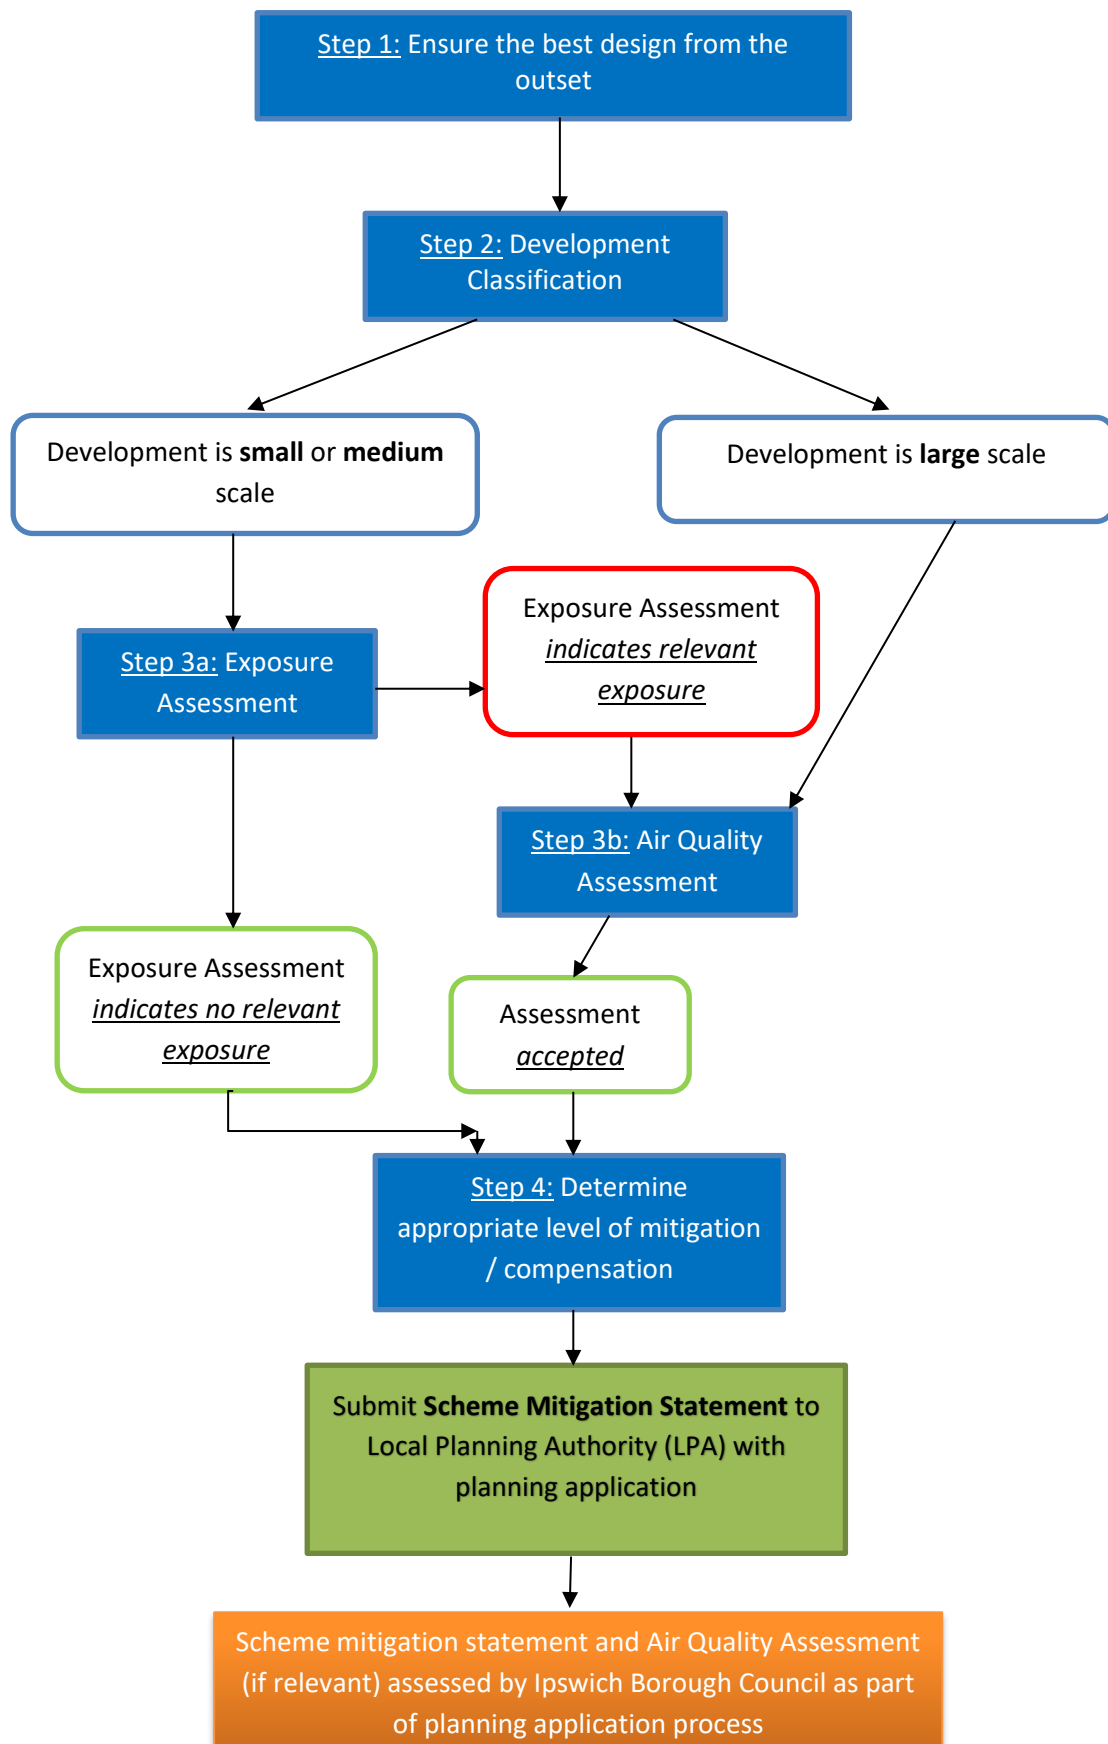 Step 1: Ensure the best design from the
outset
Step 2: Development
Classification
Development is small or medium
scale
Development is large scale
Exposure Assessment
indicates relevant
exposure
Step 3a: Exposure
Assessment
Step 3b: Air Quality
Assessment
Exposure Assessment
indicates no relevant
exposure
Assessment
accepted
Step 4: Determine
appropriate level of mitigation
/ compensation
Submit Scheme Mitigation Statement to
Local Planning Authority (LPA) with
planning application
Scheme mitigation statement and Air Quality Assessment
(if relevant) assessed by Ipswich Borough Council as part
of planning application process